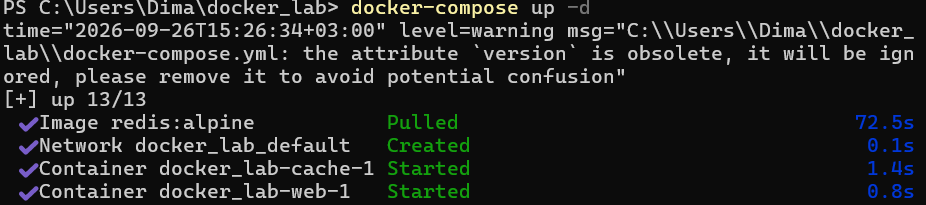 PS C:\Users\Dima\docker_lab> docker-compose up -d
time="2026-09-26T15:26:34+03:00" level=warning msg="C:\\Users\\Dima\\docker_
lab\\docker-compose.yml: the attribute `version` is obsolete, it will be ign
ored, please remove it to avoid potential confusion"
[+] up 13/13
✔Image redis:alpine Pulled 72.5s
✔Network docker_lab_default Created 0.1s
✔Container docker_lab-cache-1 Started 1.4s
✔Container docker_lab-web-1 Started 0.8s